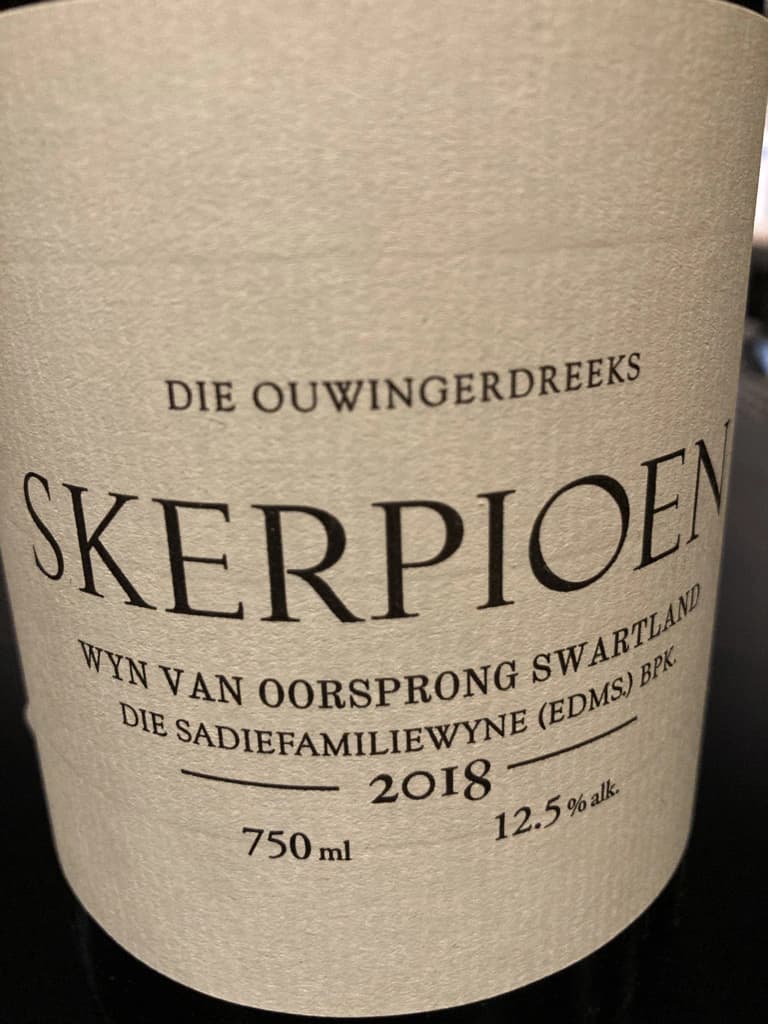 DIE OUWINGERDREEKS
SKERPIOEN
WYN VAN OORSPRONG SWARTLAND
DIE SADIEFAMILIEWYNE (EDMS.) BPK.
2018
750 ml 12.5 % alk.